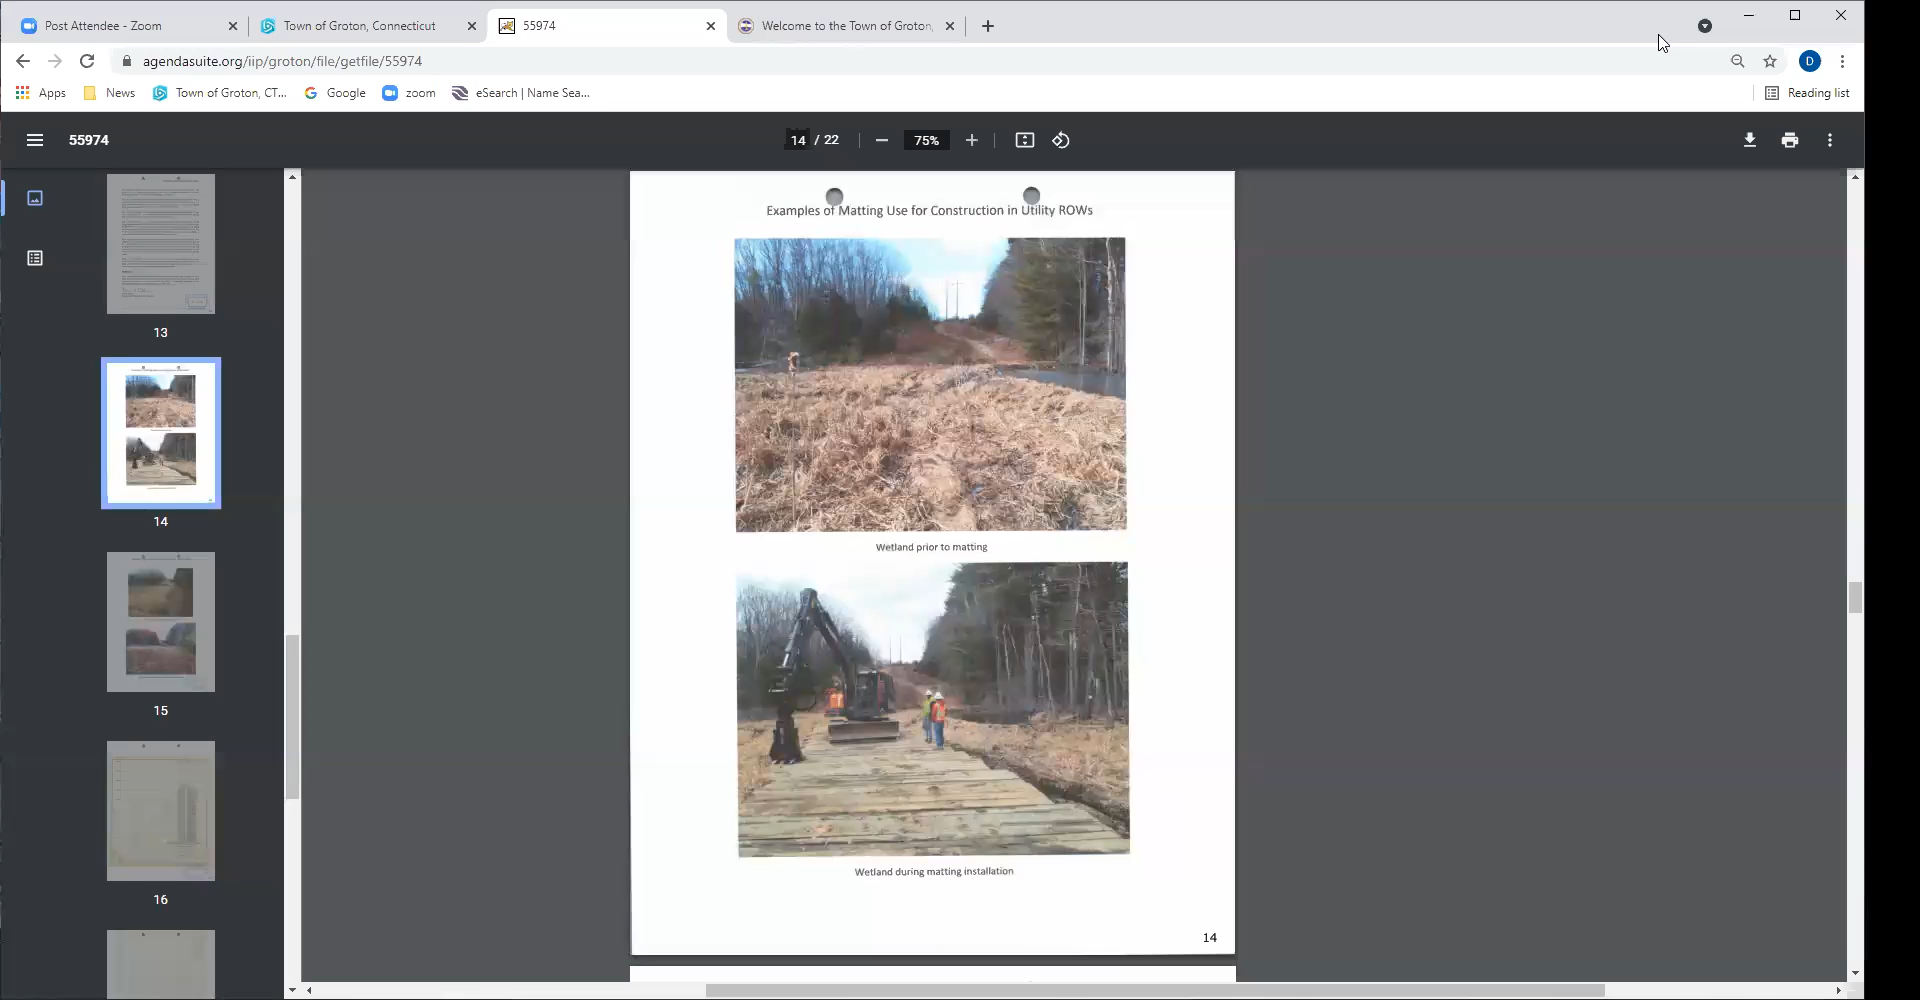 Post Attendee - Zoom
Town of Groton, Connecticut
55974
Welcome to the Town of Groton,
agendasuite.org/iip/groton/file/getfile/55974
D
Apps
News
Town of Groton, CT...
Google
zoom
eSearch | Name Sea...
Reading list
55974
14 / 22
75%
13
14
15
16
Examples of Matting Use for Construction in Utility ROWs
Wetland prior to matting
Wetland during matting installation
14